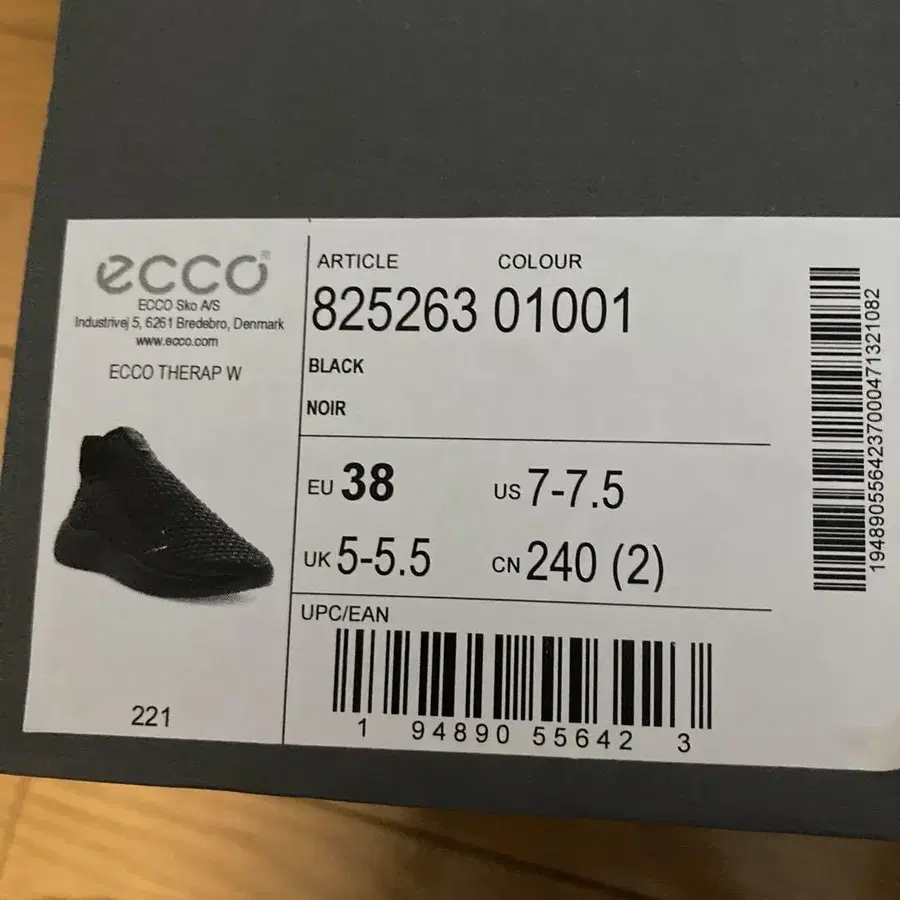 ecco®
ECCO Sko A/S
Industrivej 5, 6261 Bredebro, Denmark
www.ecco.com
ECCO THERAP W
221
ARTICLE COLOUR
825263 01001
BLACK
NOIR
EU 38 US 7-7.5
UK 5-5.5 CN 240 (2)
UPC/EAN
1 94890 55642 3
19489055642370004713​21082